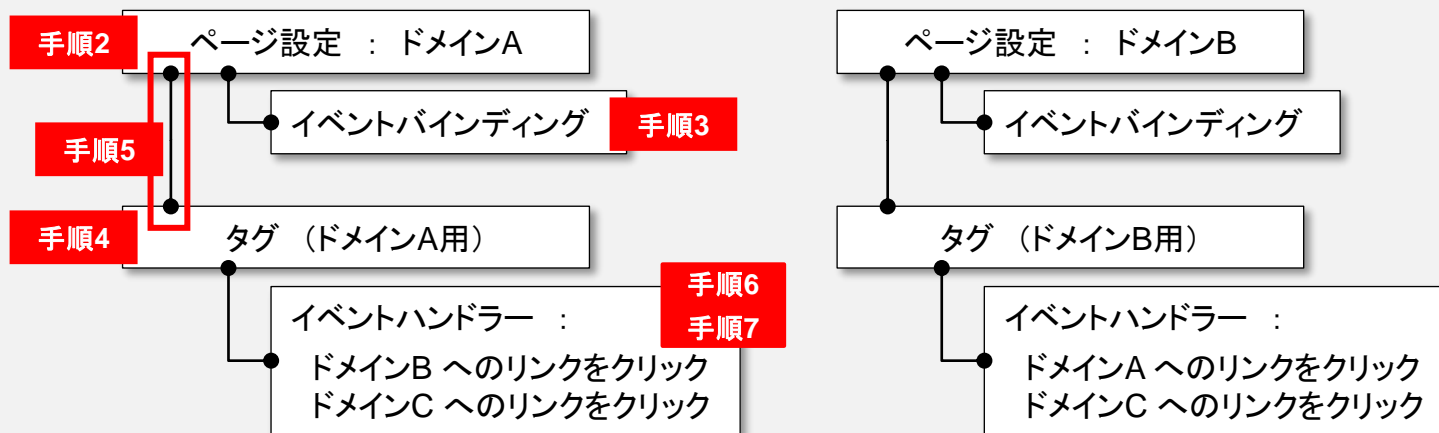 手順2
ページ設定 : ドメインA
イベントバインディング
手順3
手順5
手順4
タグ (ドメインA用)
手順6
手順7
イベントハンドラー :
ドメインB へのリンクをクリック
ドメインC へのリンクをクリック
ページ設定 : ドメインB
イベントバインディング
タグ (ドメインB用)
イベントハンドラー :
ドメインA へのリンクをクリック
ドメインC へのリンクをクリック